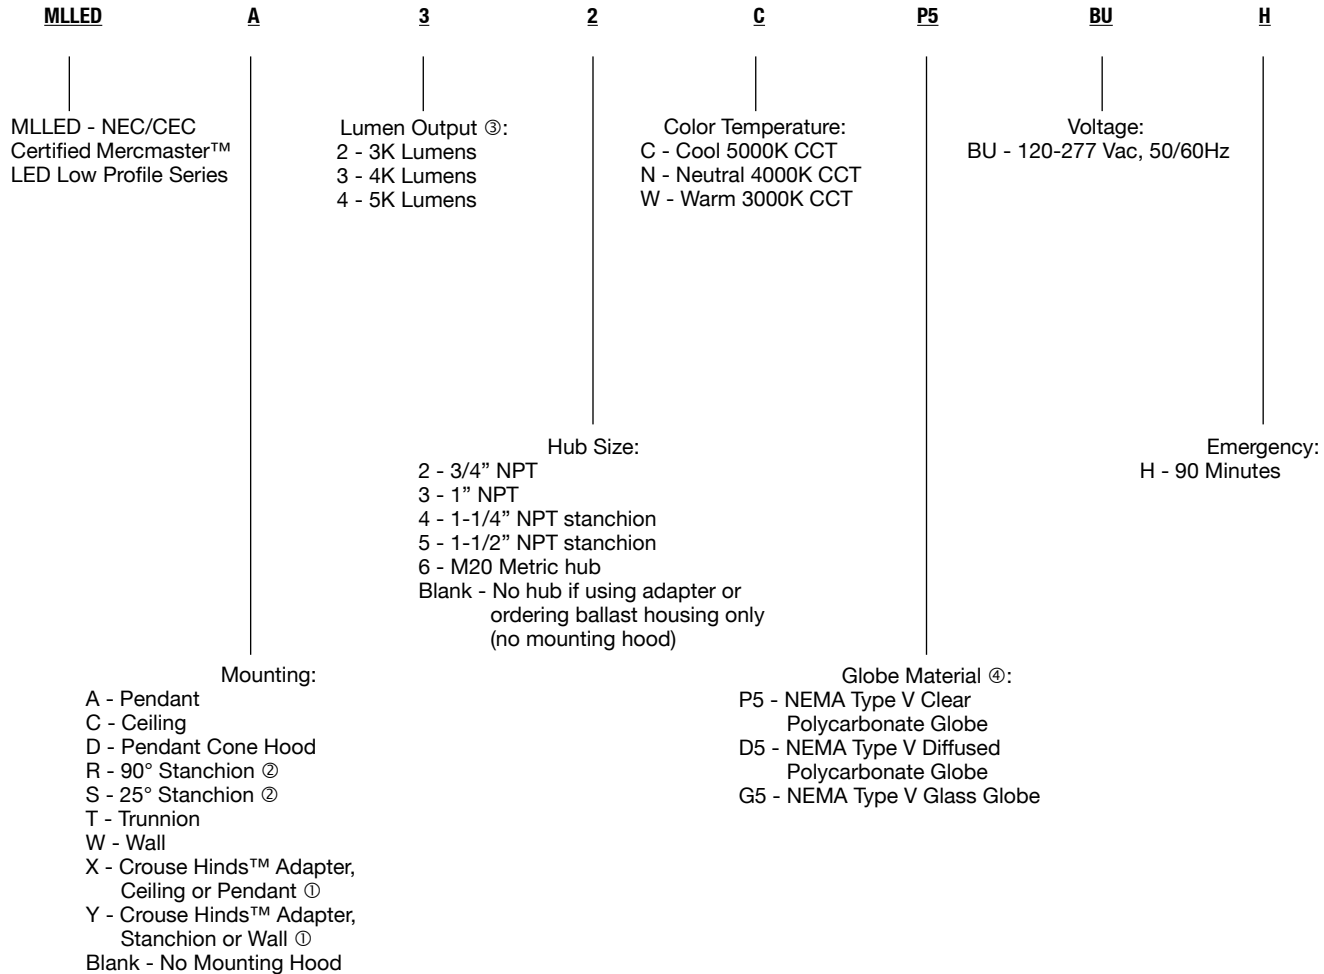 MLLED A 3 2 C P5 BU H
MLLED - NEC/CEC
Certified Mercmaster™
LED Low Profile Series
Lumen Output ③:
2 - 3K Lumens
3 - 4K Lumens
4 - 5K Lumens
Color Temperature:
C - Cool 5000K CCT
N - Neutral 4000K CCT
W - Warm 3000K CCT
Voltage:
BU - 120-277 Vac, 50/60Hz
Hub Size:
2 - 3/4” NPT
3 - 1” NPT
4 - 1-1/4” NPT stanchion
5 - 1-1/2” NPT stanchion
6 - M20 Metric hub
Blank - No hub if using adapter or
ordering ballast housing only
(no mounting hood)
Emergency:
H - 90 Minutes
Mounting:
A - Pendant
C - Ceiling
D - Pendant Cone Hood
R - 90° Stanchion ②
S - 25° Stanchion ②
T - Trunnion
W - Wall
X - Crouse Hinds™ Adapter,
Ceiling or Pendant ①
Y - Crouse Hinds™ Adapter,
Stanchion or Wall ①
Blank - No Mounting Hood
Globe Material ④:
P5 - NEMA Type V Clear
Polycarbonate Globe
D5 - NEMA Type V Diffused
Polycarbonate Globe
G5 - NEMA Type V Glass Globe